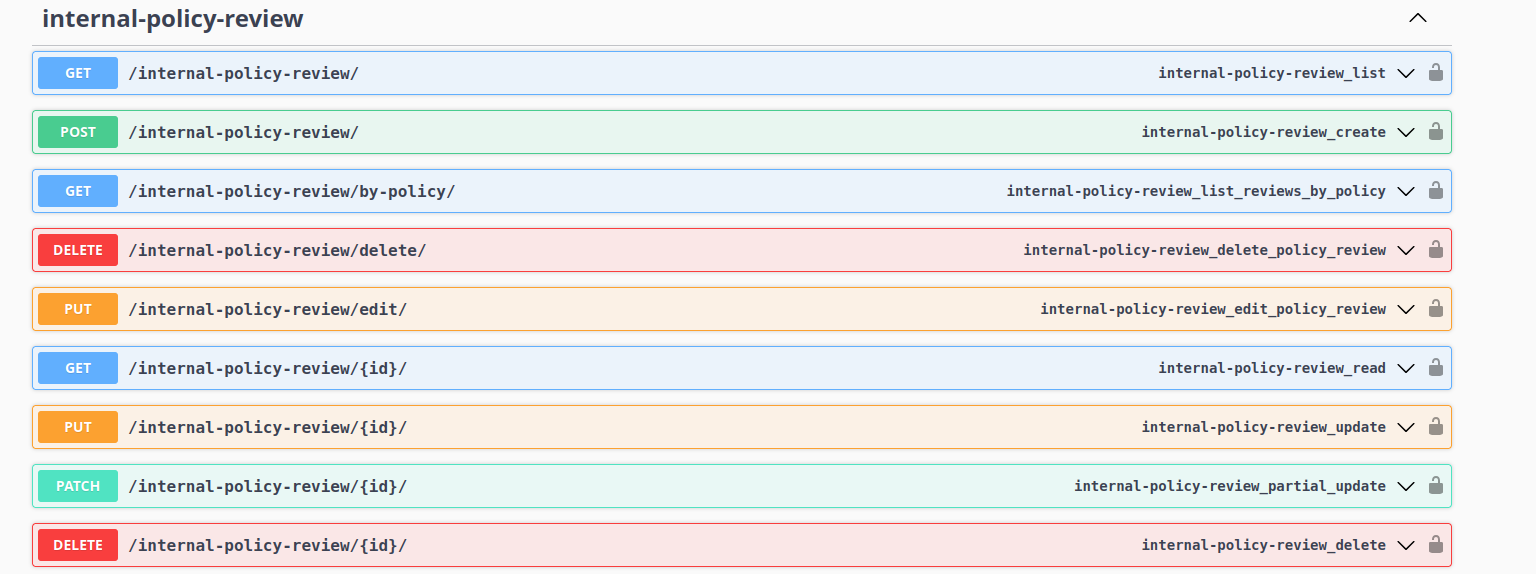 internal-policy-review
GET /internal-policy-review/ internal-policy-review_list
POST /internal-policy-review/ internal-policy-review_create
GET /internal-policy-review/by-policy/ internal-policy-review_list_reviews_by_policy
DELETE /internal-policy-review/delete/ internal-policy-review_delete_policy_review
PUT /internal-policy-review/edit/ internal-policy-review_edit_policy_review
GET /internal-policy-review/{id}/ internal-policy-review_read
PUT /internal-policy-review/{id}/ internal-policy-review_update
PATCH /internal-policy-review/{id}/ internal-policy-review_partial_update
DELETE /internal-policy-review/{id}/ internal-policy-review_delete